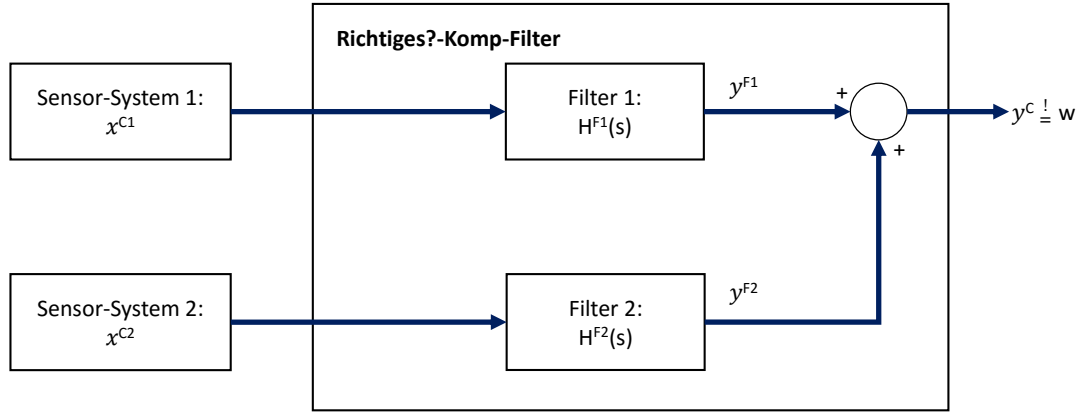 Richtiges?-Komp-Filter
Sensor-System 1:
x^C1
Filter 1:
H^F1(s)
y^F1
+
+
y^C ≝ w
Sensor-System 2:
x^C2
Filter 2:
H^F2(s)
y^F2